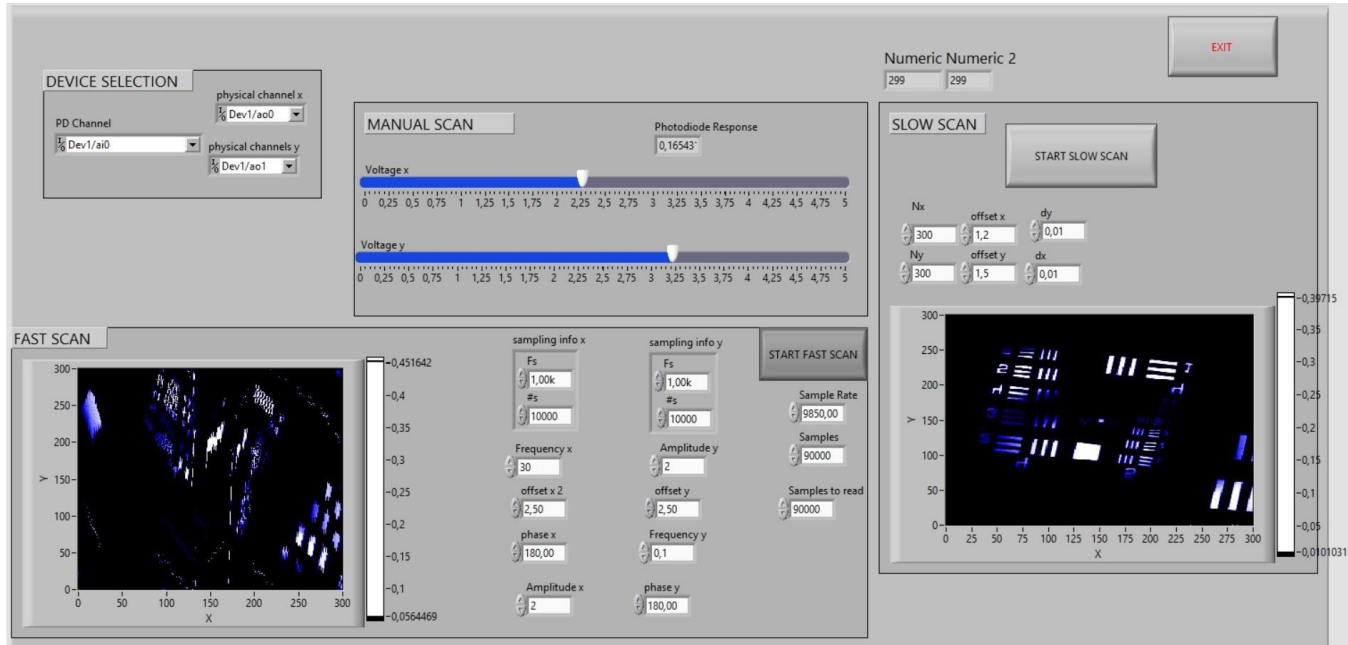 EXIT
Numeric Numeric 2
299 299
DEVICE SELECTION
physical channel x
Dev1/ao0
PD Channel
Dev1/ai0
physical channels y
Dev1/ao1
MANUAL SCAN
Photodiode Response
0,16543
Voltage x
0 0,25 0,5 0,75 1 1,25 1,5 1,75 2 2,25 2,5 2,75 3 3,25 3,5 3,75 4 4,25 4,5 4,75 5
Voltage y
0 0,25 0,5 0,75 1 1,25 1,5 1,75 2 2,25 2,5 2,75 3 3,25 3,5 3,75 4 4,25 4,5 4,75 5
SLOW SCAN
START SLOW SCAN
Nx offset x dy
300 1,2 0,01
Ny offset y dx
300 1,5 0,01
300
250
200
150
100
50
0
Y
0 25 50 75 100 125 150 175 200 225 250 275 300
X
0,39715
0,35
0,3
0,25
0,2
0,15
0,1
0,05
-0,0101031
FAST SCAN
300
250
200
150
100
50
0
Y
0 50 100 150 200 250 300
X
0,451642
0,4
0,35
0,3
0,25
0,2
0,15
0,1
0,0564469
sampling info x
Fs
1,00k
#s
10000
Frequency x
30
offset x 2
2,50
phase x
180,00
Amplitude x
2
sampling info y
Fs
1,00k
#s
10000
Amplitude y
2
offset y
2,50
Frequency y
0,1
phase y
180,00
START FAST SCAN
Sample Rate
9850,00
Samples
90000
Samples to read
90000